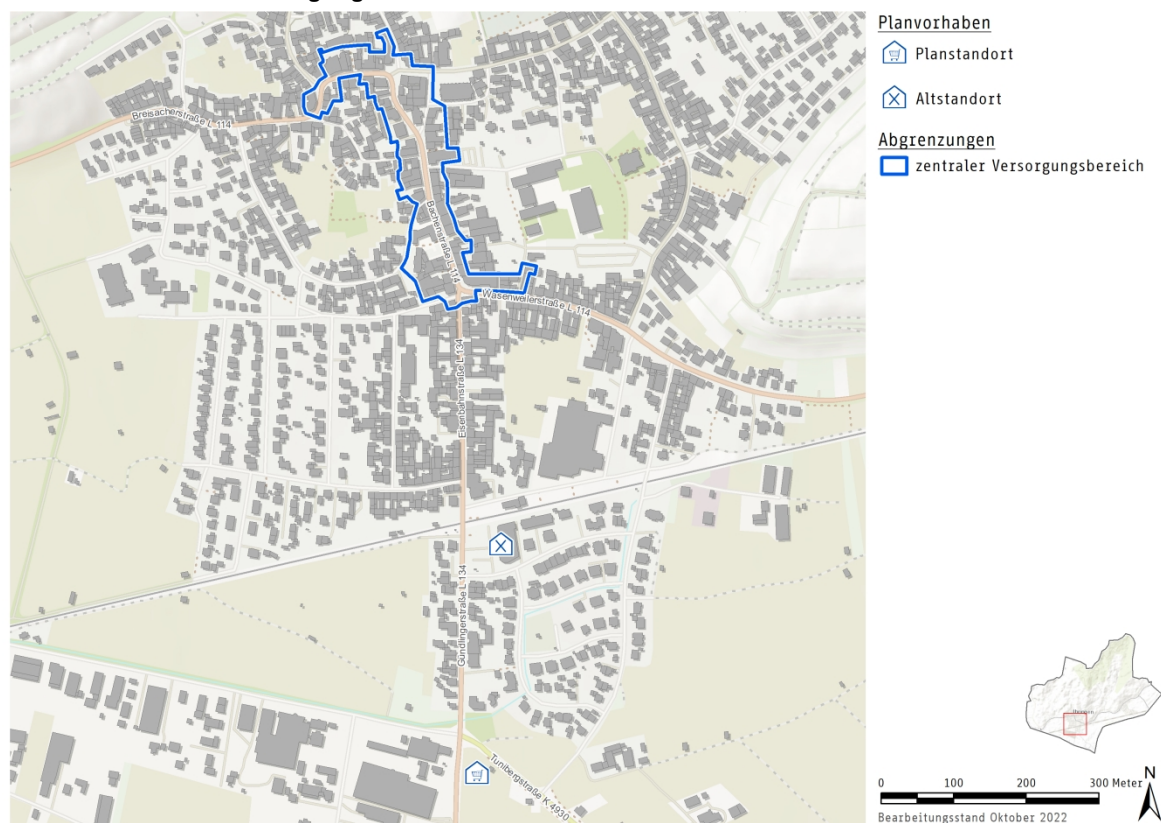 Planvorhaben
Planstandort
Altstandort
Abgrenzungen
zentraler Versorgungsbereich
Breisacherstraße L 114
Bachenstraße L 114
Wasenweilerstraße L 114
Eisenbahnstraße L 134
Gündlingerstraße L 134
Tunibergstraße K 4930
Ihringen
N
0 100 200 300 Meter
Bearbeitungsstand Oktober 2022